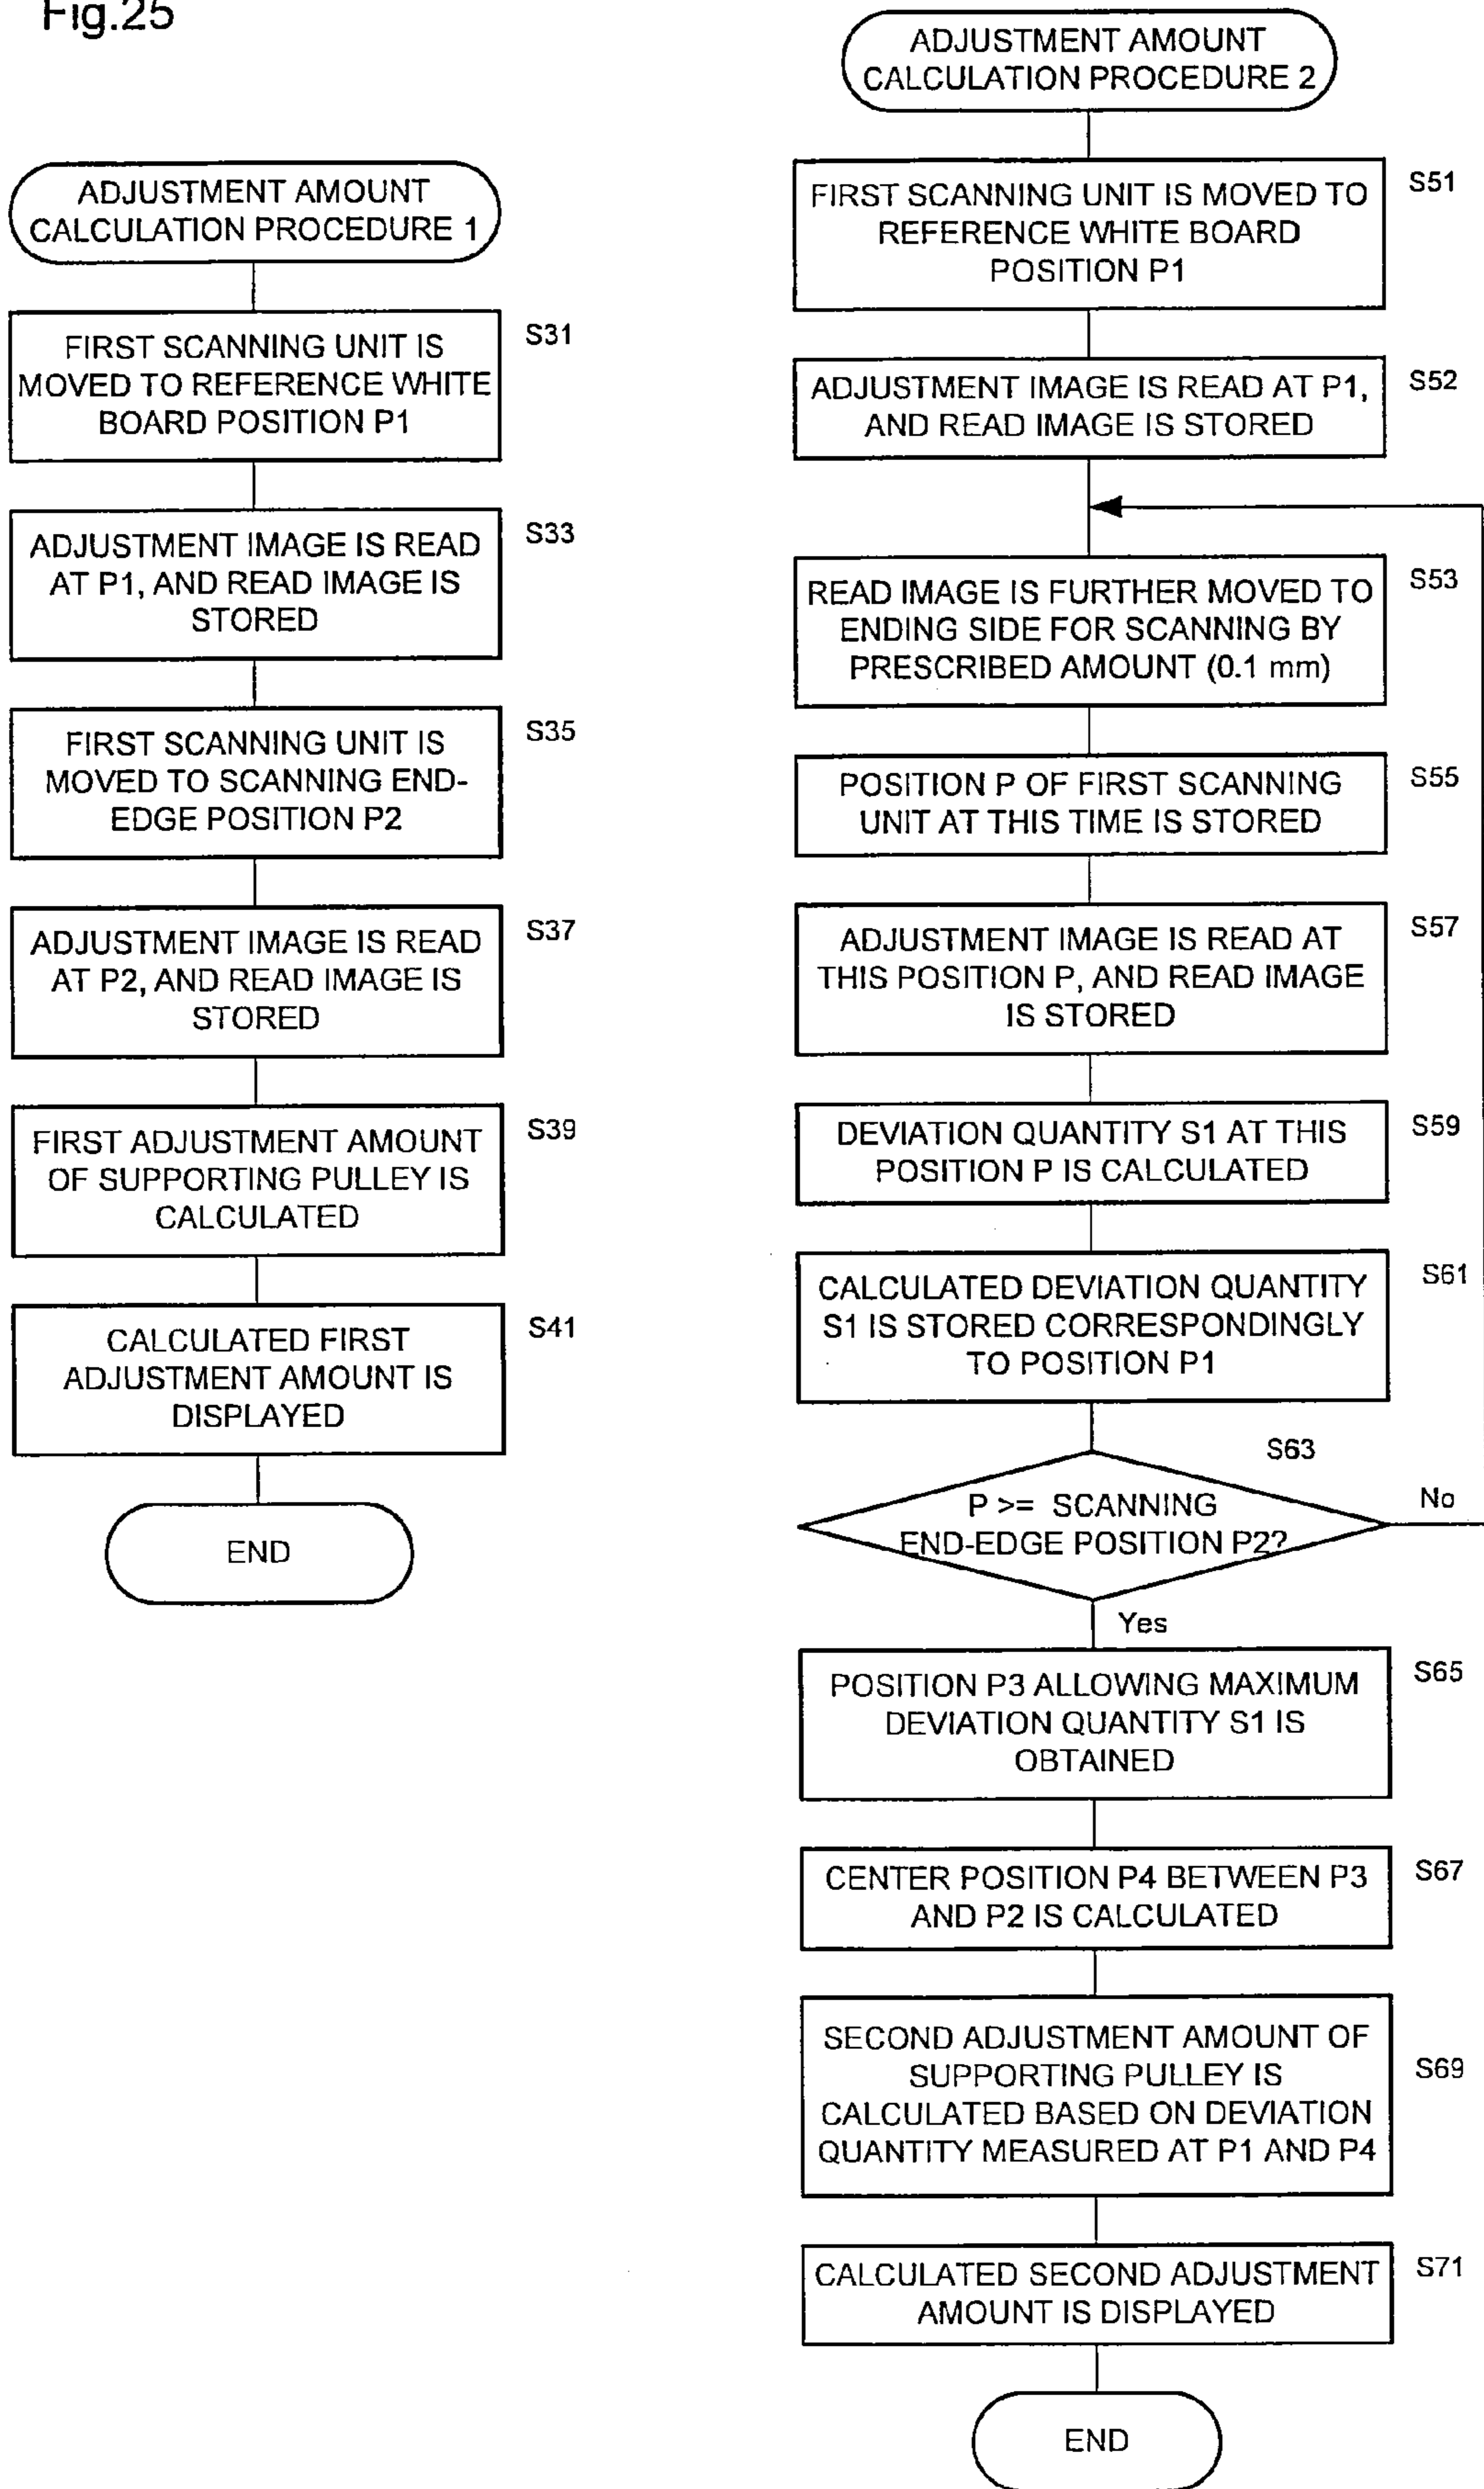 Fig.25
ADJUSTMENT AMOUNT
CALCULATION PROCEDURE 1
FIRST SCANNING UNIT IS
MOVED TO REFERENCE WHITE
BOARD POSITION P1
S31
ADJUSTMENT IMAGE IS READ
AT P1, AND READ IMAGE IS
STORED
S33
FIRST SCANNING UNIT IS
MOVED TO SCANNING END-
EDGE POSITION P2
S35
ADJUSTMENT IMAGE IS READ
AT P2, AND READ IMAGE IS
STORED
S37
FIRST ADJUSTMENT AMOUNT
OF SUPPORTING PULLEY IS
CALCULATED
S39
CALCULATED FIRST
ADJUSTMENT AMOUNT IS
DISPLAYED
S41
END
ADJUSTMENT AMOUNT
CALCULATION PROCEDURE 2
FIRST SCANNING UNIT IS MOVED TO
REFERENCE WHITE BOARD
POSITION P1
S51
ADJUSTMENT IMAGE IS READ AT P1,
AND READ IMAGE IS STORED
S52
READ IMAGE IS FURTHER MOVED TO
ENDING SIDE FOR SCANNING BY
PRESCRIBED AMOUNT (0.1 mm)
S53
POSITION P OF FIRST SCANNING
UNIT AT THIS TIME IS STORED
S55
ADJUSTMENT IMAGE IS READ AT
THIS POSITION P, AND READ IMAGE
IS STORED
S57
DEVIATION QUANTITY S1 AT THIS
POSITION P IS CALCULATED
S59
CALCULATED DEVIATION QUANTITY
S1 IS STORED CORRESPONDINGLY
TO POSITION P1
S61
S63
P >= SCANNING
END-EDGE POSITION P2?
No
Yes
POSITION P3 ALLOWING MAXIMUM
DEVIATION QUANTITY S1 IS
OBTAINED
S65
CENTER POSITION P4 BETWEEN P3
AND P2 IS CALCULATED
S67
SECOND ADJUSTMENT AMOUNT OF
SUPPORTING PULLEY IS
CALCULATED BASED ON DEVIATION
QUANTITY MEASURED AT P1 AND P4
S69
CALCULATED SECOND ADJUSTMENT
AMOUNT IS DISPLAYED
S71
END